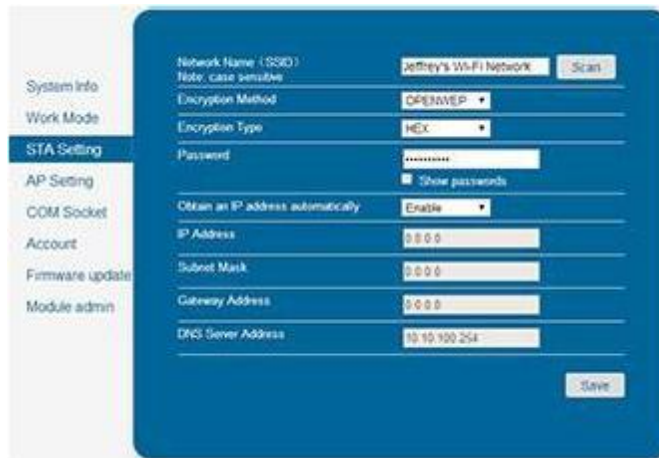 System Info
Work Mode
STA Setting
AP Setting
COM Socket
Account
Firmware update
Module admin
Network Name (SSID)
Note: case sensitive
Jeffrey's Wi-Fi Network
Scan
Encryption Method
OPENWEP
Encryption Type
HEX
Password
••••••••••
Show passwords
Obtain an IP address automatically
Enable
IP Address
0.0.0.0
Subnet Mask
0.0.0.0
Gateway Address
0.0.0.0
DNS Server Address
10.10.100.254
Save